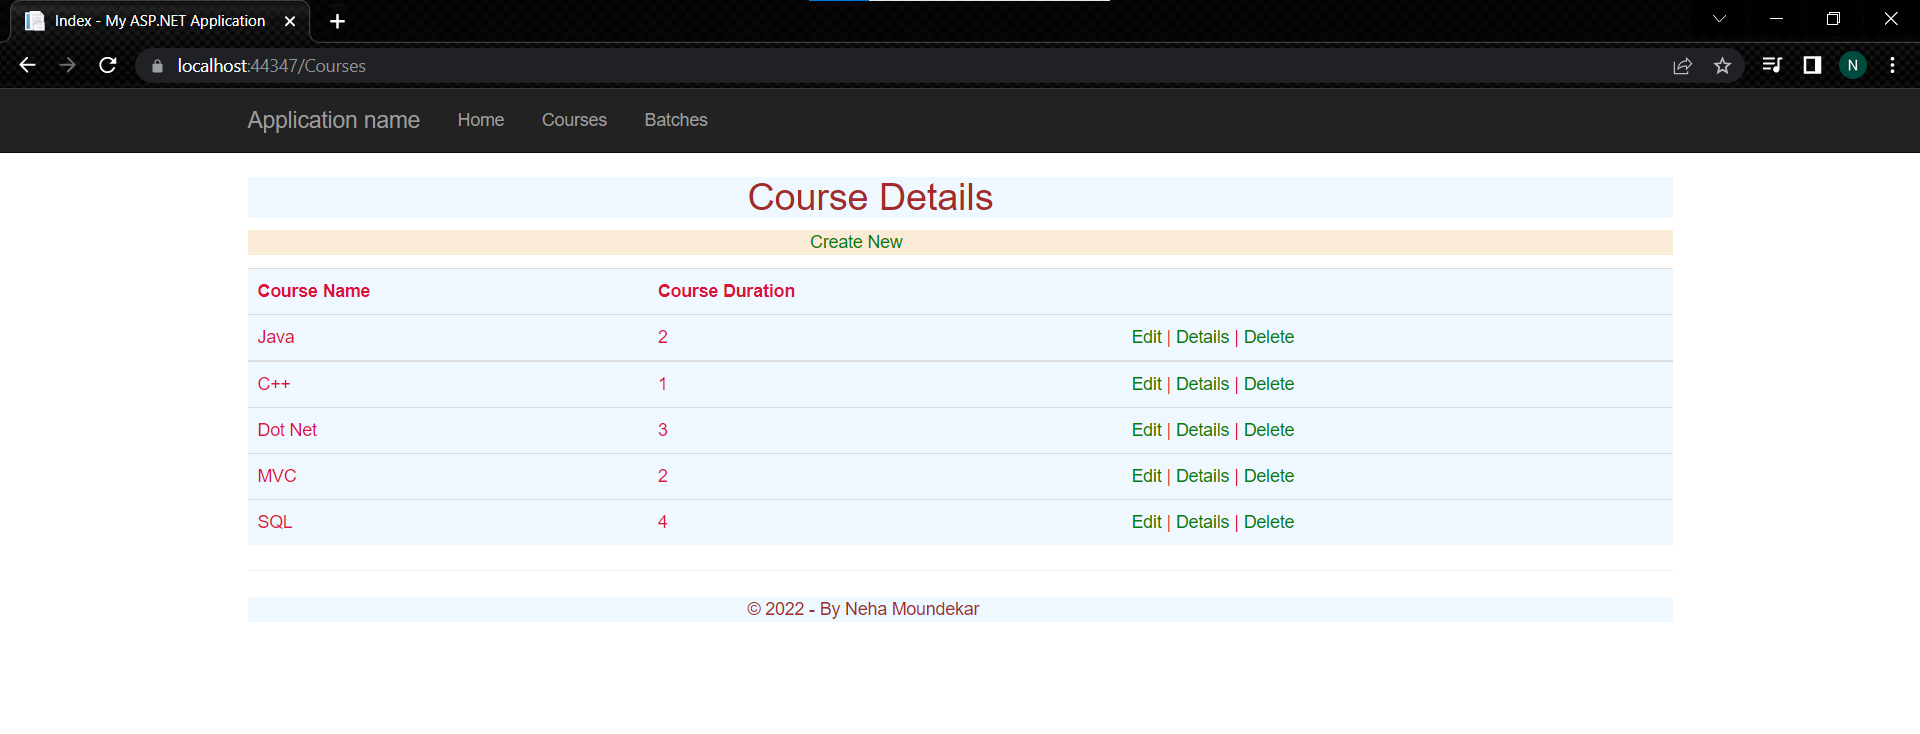 Index - My ASP.NET Application
localhost:44347/Courses
N
Application name Home Courses Batches
Course Details
Create New
Course Name Course Duration
Java 2 Edit | Details | Delete
C++ 1 Edit | Details | Delete
Dot Net 3 Edit | Details | Delete
MVC 2 Edit | Details | Delete
SQL 4 Edit | Details | Delete
© 2022 - By Neha Moundekar